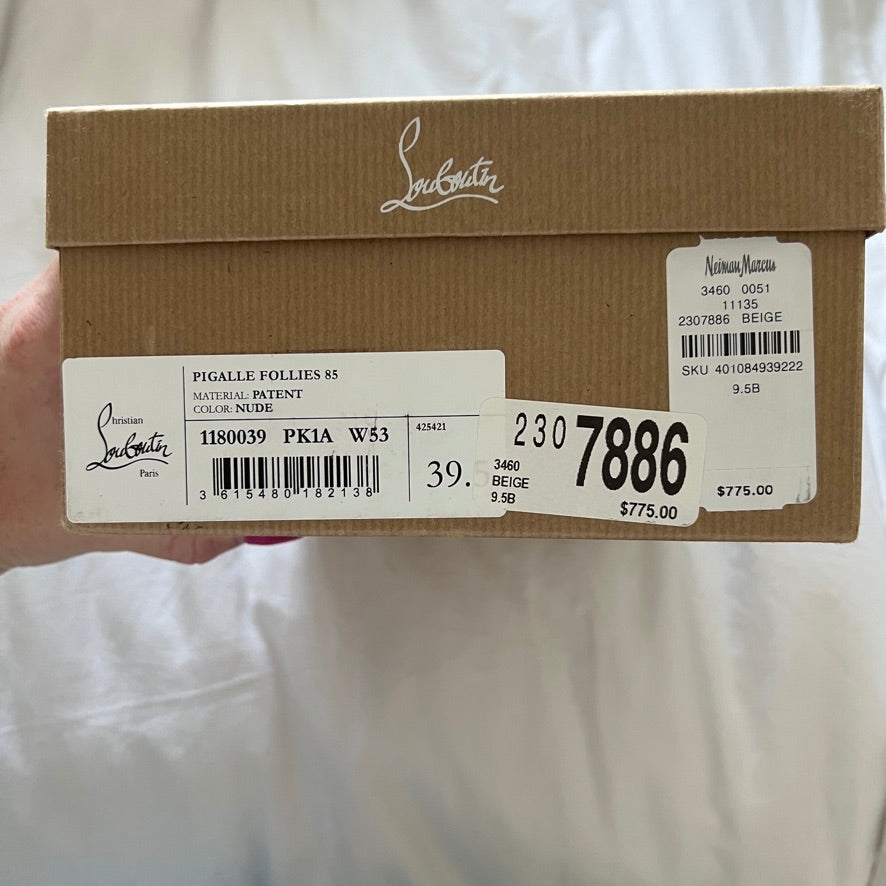 Louboutin
Neiman Marcus
3460 0051
11135
2307886 BEIGE
SKU 401084939222
9.5B
$775.00
Christian
Louboutin
Paris
PIGALLE FOLLIES 85
MATERIAL: PATENT
COLOR: NUDE
1180039 PK1A W53
3 615480 182138
425421
39.5
230 7886
3460
BEIGE
9.5B
$775.00